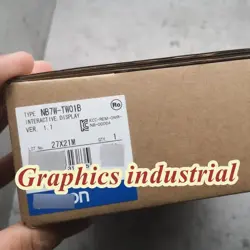 TYPE NB7W-TW01B
INTERACTIVE DISPLAY
VER. 1.1
LOT No. 27X21M
QTY. 1
Graphics industrial